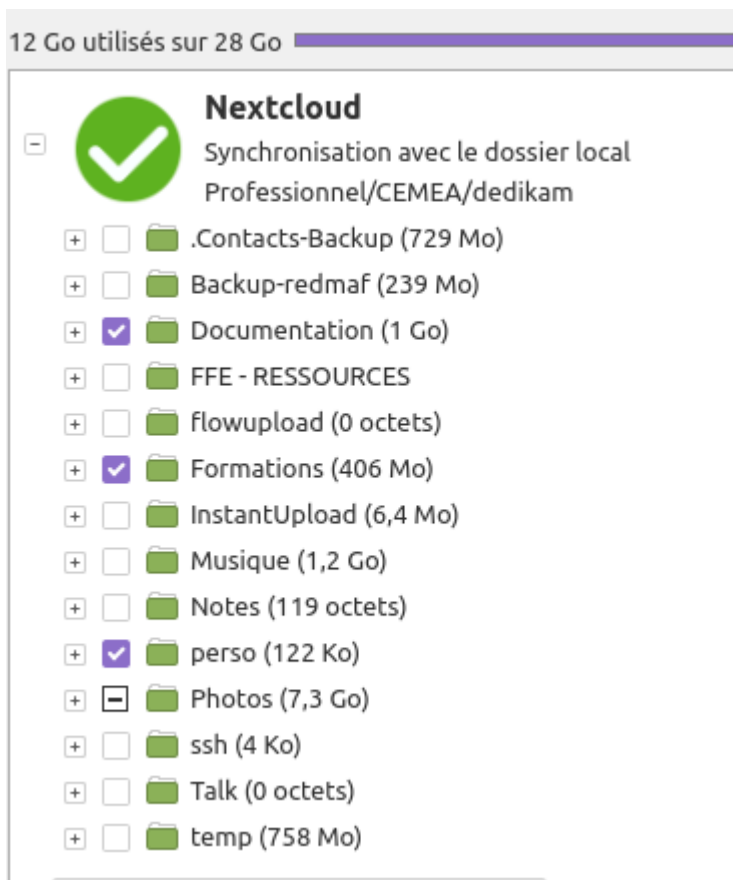 12 Go utilisés sur 28 Go
Nextcloud
Synchronisation avec le dossier local
Professionnel/CEMEA/dedikam
.Contacts-Backup (729 Mo)
Backup-redmaf (239 Mo)
Documentation (1 Go)
FFE - RESSOURCES
flowupload (0 octets)
Formations (406 Mo)
InstantUpload (6,4 Mo)
Musique (1,2 Go)
Notes (119 octets)
perso (122 Ko)
Photos (7,3 Go)
ssh (4 Ko)
Talk (0 octets)
temp (758 Mo)